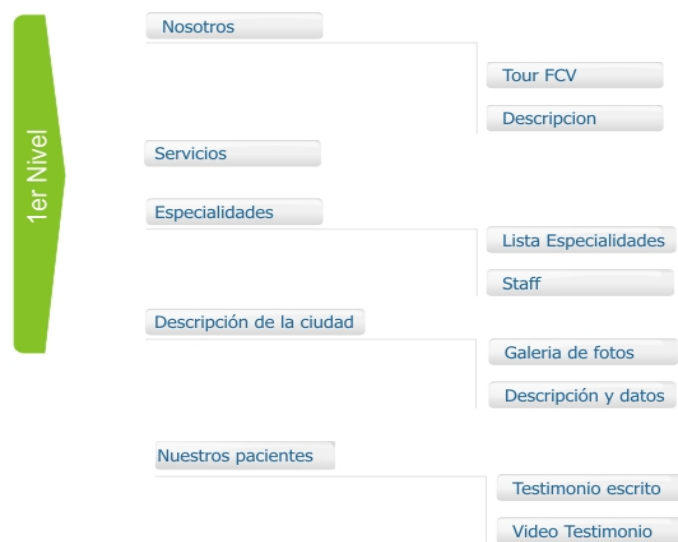 1er Nivel
Nosotros
Tour FCV
Descripcion
Servicios
Especialidades
Lista Especialidades
Staff
Descripción de la ciudad
Galeria de fotos
Descripción y datos
Nuestros pacientes
Testimonio escrito
Video Testimonio